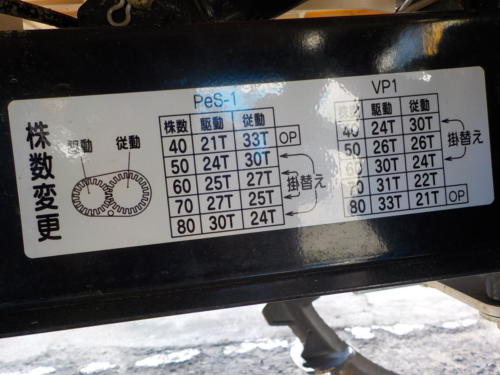 株数変更
駆動 従動
PeS-1
株数 駆動 従動
40 21T 33T OP
50 24T 30T
60 25T 27T
70 27T 25T
80 30T 24T
掛替え
VP1
株数 駆動 従動
40 24T 30T
50 26T 26T
60 30T 24T
70 31T 22T
80 33T 21T OP
掛替え